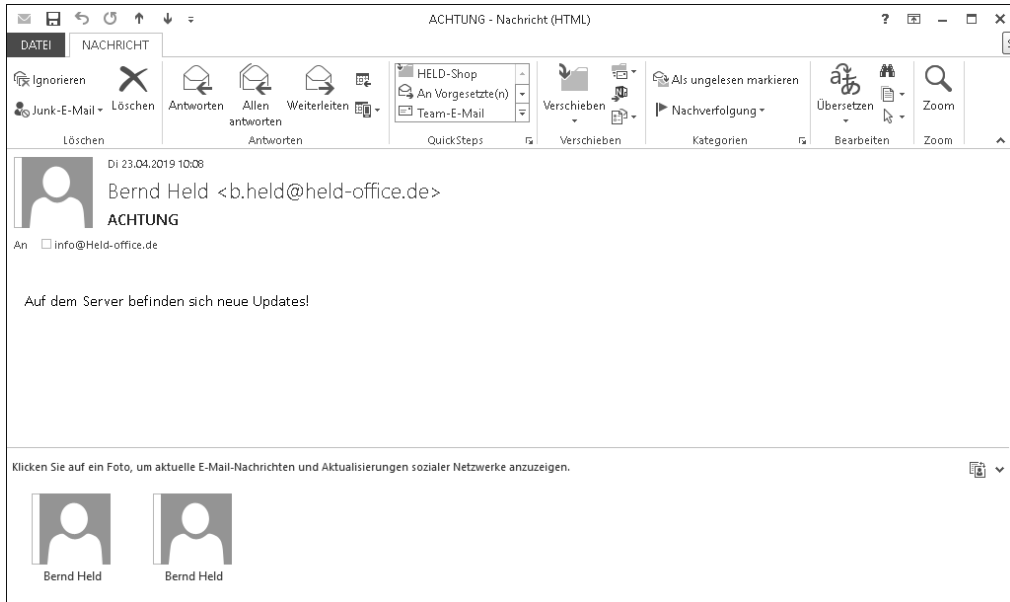 ACHTUNG - Nachricht (HTML)
?
DATEI NACHRICHT
Ignorieren
Junk-E-Mail
Löschen
Antworten
Allen
antworten
Weiterleiten
HELD-Shop
An Vorgesetzte(n)
Team-E-Mail
Verschieben
Als ungelesen markieren
Nachverfolgung
Übersetzen
Zoom
Löschen Antworten QuickSteps Verschieben Kategorien Bearbeiten Zoom
Di 23.04.2019 10:08
Bernd Held <b.held@held-office.de>
ACHTUNG
An info@Held-office.de
Auf dem Server befinden sich neue Updates!
Klicken Sie auf ein Foto, um aktuelle E-Mail-Nachrichten und Aktualisierungen sozialer Netzwerke anzuzeigen.
Bernd Held Bernd Held